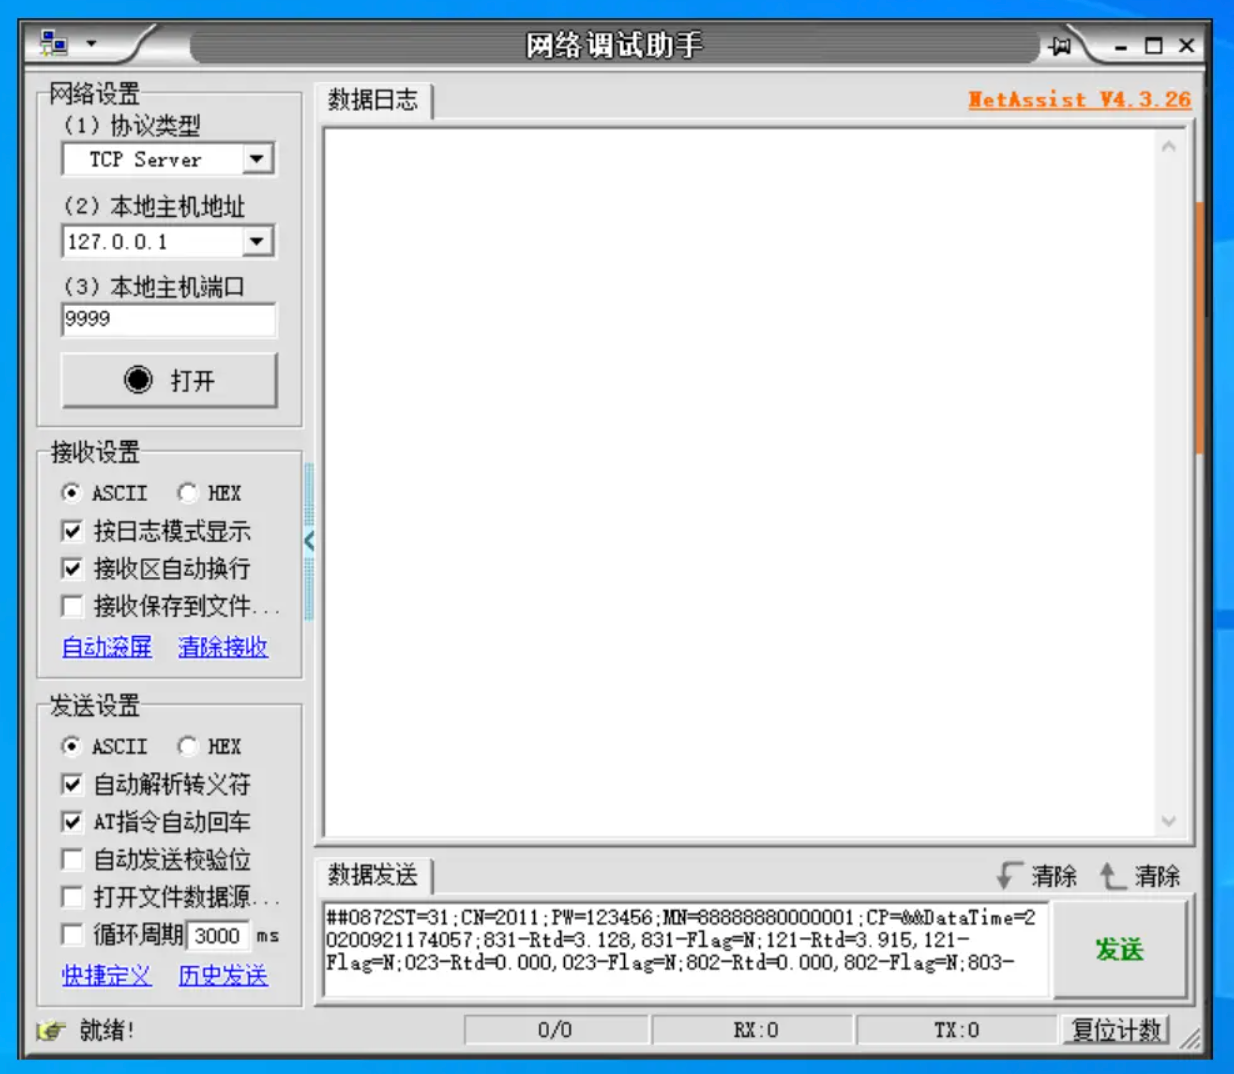 网络调试助手
网络设置
(1) 协议类型
TCP Server
(2) 本地主机地址
127.0.0.1
(3) 本地主机端口
9999
打开
接收设置
ASCII HEX
按日志模式显示
接收区自动换行
接收保存到文件...
自动滚屏 清除接收
发送设置
ASCII HEX
自动解析转义符
AT指令自动回车
自动发送校验位
打开文件数据源...
循环周期 3000 ms
快捷定义 历史发送
数据日志
NetAssist V4.3.26
数据发送
清除 清除
##0872ST=31;CN=2011;PW=123456;MN=88888880000001;CP=&&DataTime=2
0200921174057;831-Rtd=3.128,831-Flag=N;121-Rtd=3.915,121-
Flag=N;023-Rtd=0.000,023-Flag=N;802-Rtd=0.000,802-Flag=N;803-
发送
就绪!
0/0
RX:0
TX:0
复位计数